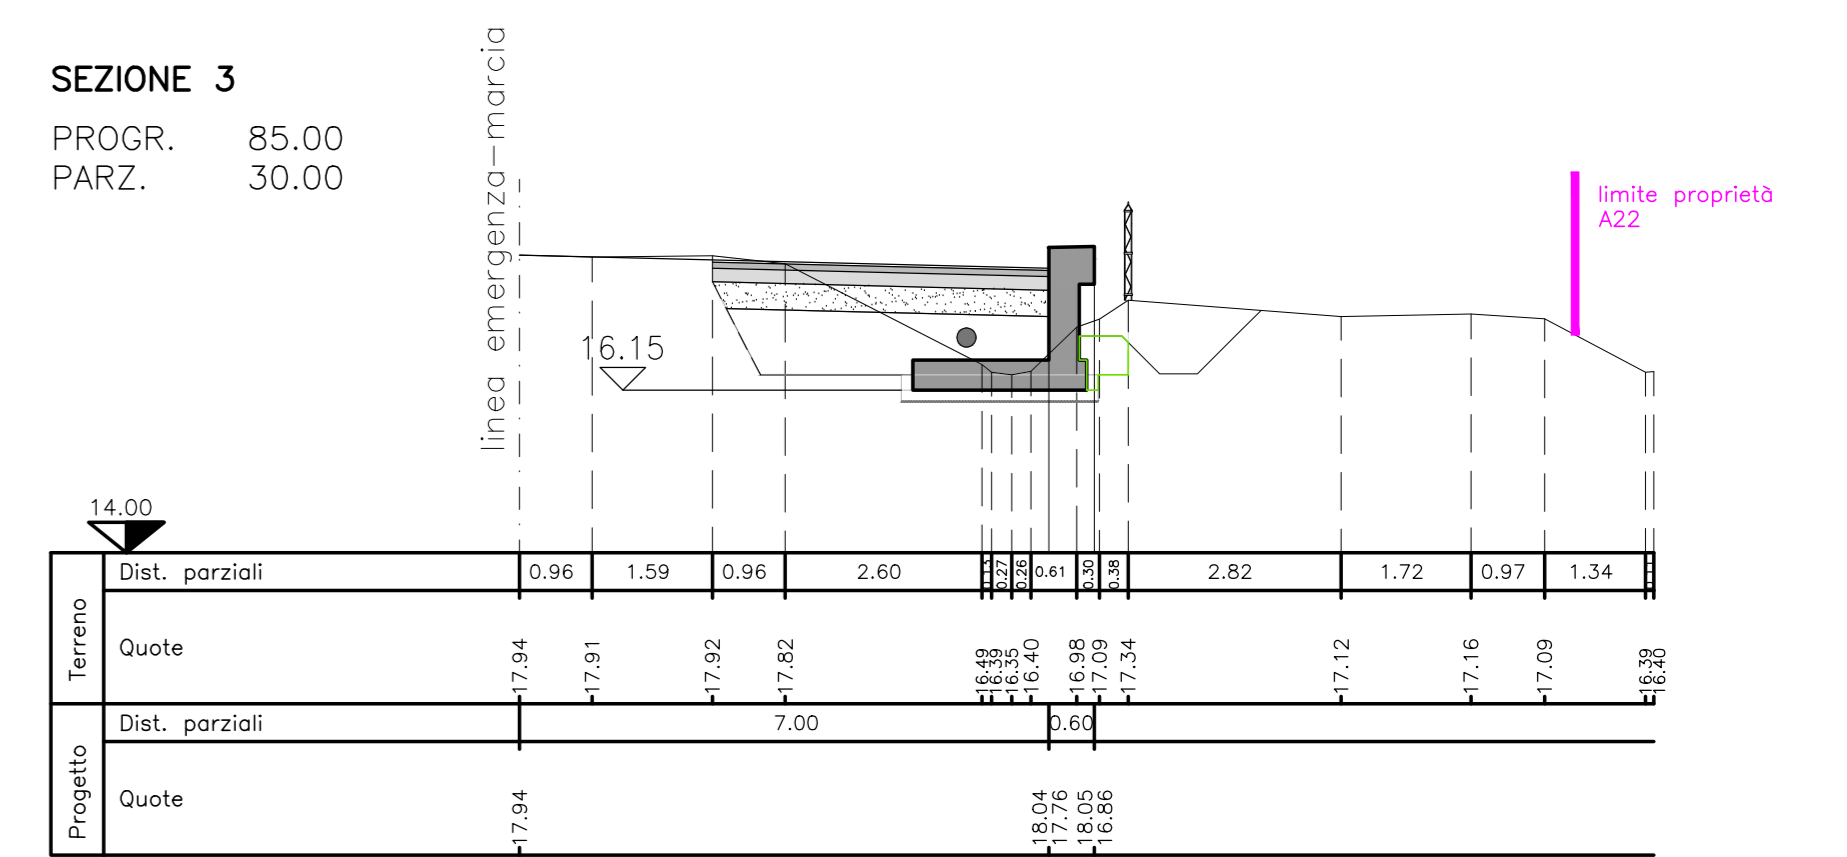 SEZIONE 3
PROGR. 85.00
PARZ. 30.00
linea emergenza-marcia
limite proprietà
A22
16.15
14.00
Terreno
Dist. parziali 0.96 1.59 0.96 2.60 0.13 0.27 0.26 0.61 0.30 0.38 2.82 1.72 0.97 1.34 0.11
Quote 17.94 17.91 17.92 17.82 16.49 16.39 16.35 16.40 16.98 17.09 17.34 17.12 17.16 17.09 16.39 16.40
Progetto
Dist. parziali 7.00 0.60
Quote 17.94 18.04 17.76 18.05 16.86